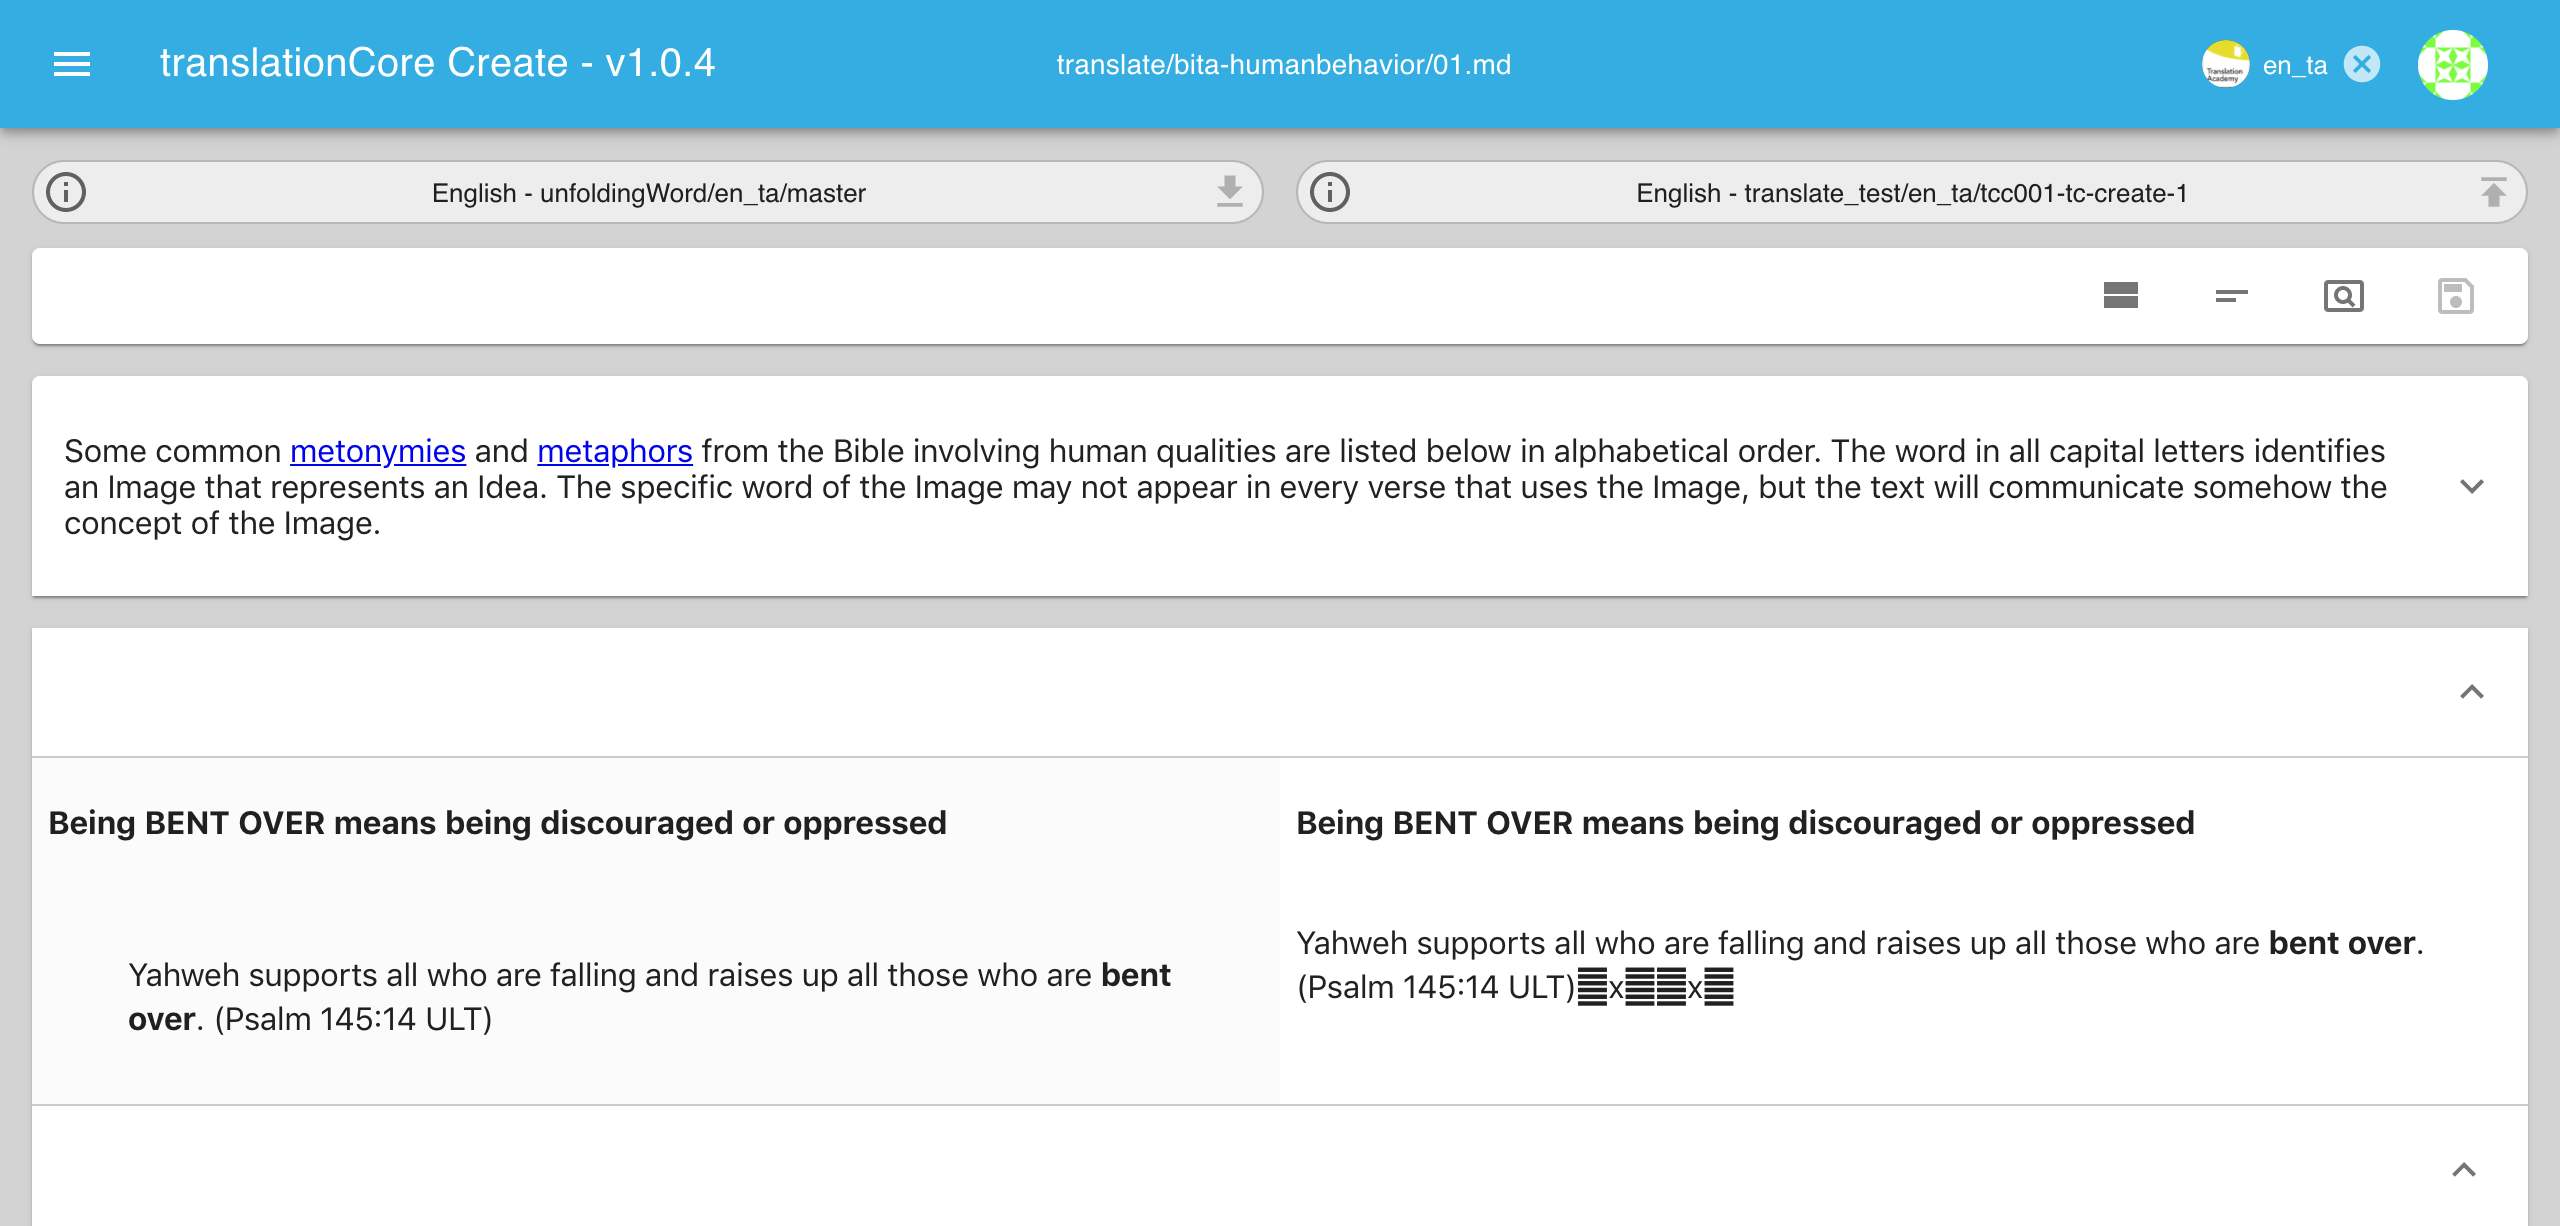 translationCore Create - v1.0.4
translate/bita-humanbehavior/01.md
Translation Academy
en_ta
English - unfoldingWord/en_ta/master
English - translate_test/en_ta/tcc001-tc-create-1
Some common metonymies and metaphors from the Bible involving human qualities are listed below in alphabetical order. The word in all capital letters identifies
an Image that represents an Idea. The specific word of the Image may not appear in every verse that uses the Image, but the text will communicate somehow the
concept of the Image.
Being BENT OVER means being discouraged or oppressed
Yahweh supports all who are falling and raises up all those who are bent
over. (Psalm 145:14 ULT)
Being BENT OVER means being discouraged or oppressed
Yahweh supports all who are falling and raises up all those who are bent over.
(Psalm 145:14 ULT)𝌆x𝌆𝌆x𝌆